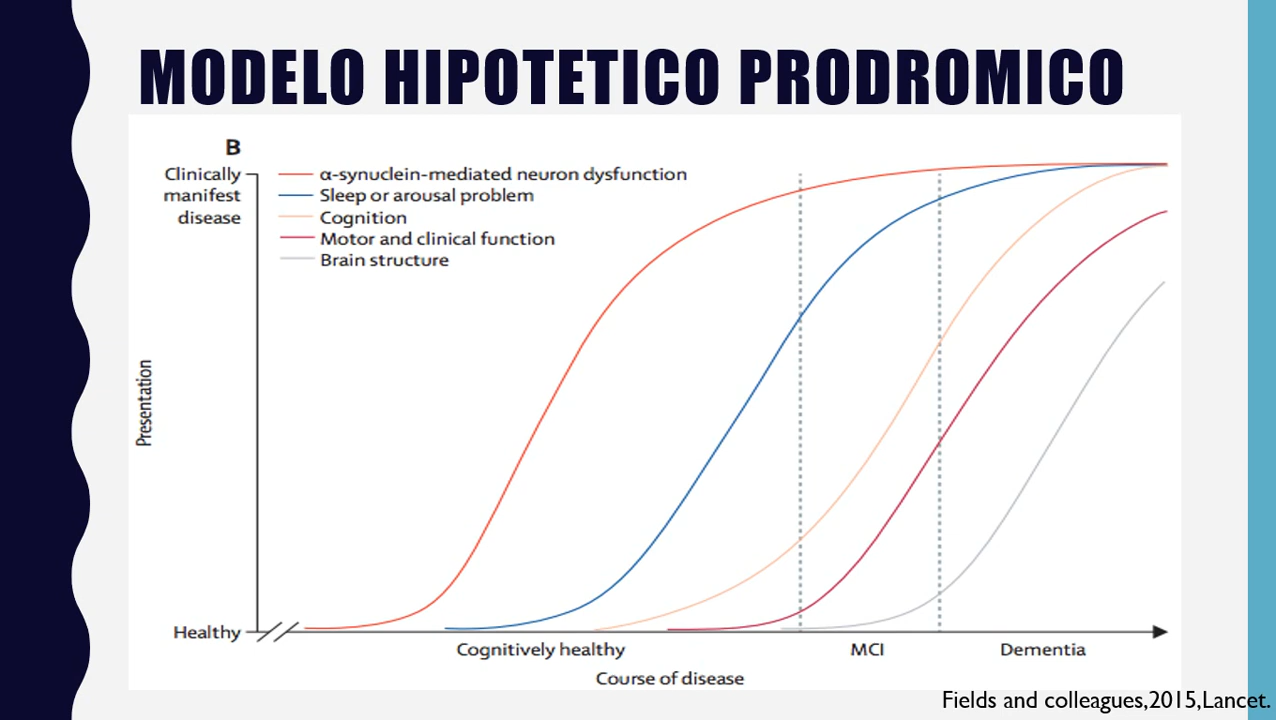 MODELO HIPOTETICO PRODROMICO
B
Clinically
manifest
disease
α-synuclein-mediated neuron dysfunction
Sleep or arousal problem
Cognition
Motor and clinical function
Brain structure
Presentation
Healthy
Cognitively healthy
MCI
Dementia
Course of disease
Fields and colleagues,2015,Lancet.